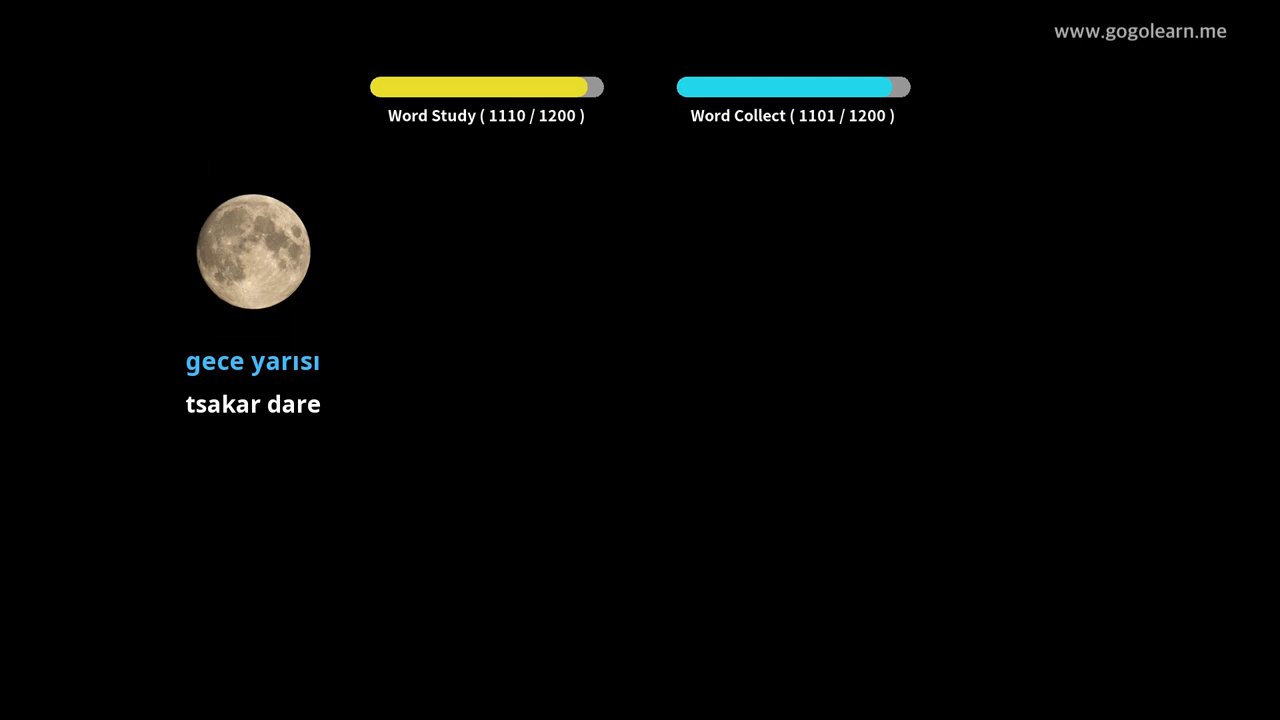 www.gogolearn.me
Word Study ( 1110 / 1200 )
Word Collect ( 1101 / 1200 )
gece yarısı
tsakar dare